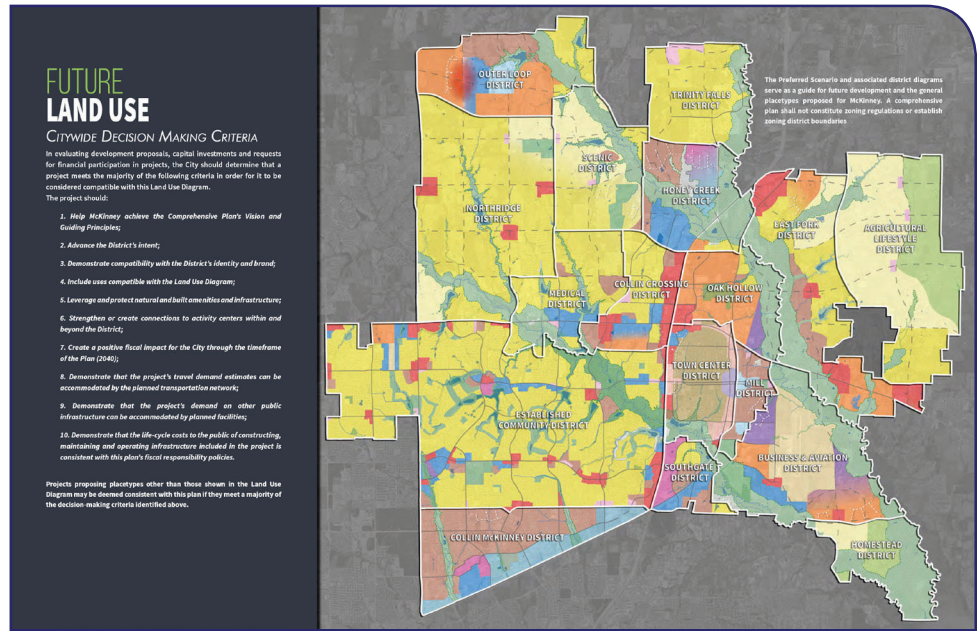 FUTURE
LAND USE
CITYWIDE DECISION MAKING CRITERIA
In evaluating development proposals, capital investments and requests
for financial participation in projects, the City should determine that a
project meets the majority of the following criteria in order for it to be
considered compatible with this Land Use Diagram.
The project should:
1. Help McKinney achieve the Comprehensive Plan's Vision and
Guiding Principles;
2. Advance the District's intent;
3. Demonstrate compatibility with the District's identity and brand;
4. Include uses compatible with the Land Use Diagram;
5. Leverage and protect natural and built amenities and infrastructure;
6. Strengthen or create connections to activity centers within and
beyond the District;
7. Create a positive fiscal impact for the City through the timeframe
of the Plan (2040);
8. Demonstrate that the project's travel demand estimates can be
accommodated by the planned transportation network;
9. Demonstrate that the project's demand on other public
infrastructure can be accommodated by planned facilities;
10. Demonstrate that the life-cycle costs to the public of constructing,
maintaining and operating infrastructure included in the project is
consistent with this plan's fiscal responsibility policies.
Projects proposing placetypes other than those shown in the Land Use
Diagram may be deemed consistent with this plan if they meet a majority of
the decision-making criteria identified above.
The Preferred Scenario and associated district diagrams
serve as a guide for future development and the general
placetypes proposed for McKinney. A comprehensive
plan shall not constitute zoning regulations or establish
zoning district boundaries
OUTER LOOP
DISTRICT
TRINITY FALLS
DISTRICT
SCENIC
DISTRICT
HONEY CREEK
DISTRICT
NORTHRIDGE
DISTRICT
EAST FORK
DISTRICT
AGRICULTURAL
LIFESTYLE
DISTRICT
MEDICAL
DISTRICT
COLLIN CROSSING
DISTRICT
OAK HOLLOW
DISTRICT
TOWN CENTER
DISTRICT
MILL
DISTRICT
ESTABLISHED
COMMUNITY DISTRICT
SOUTHGATE
DISTRICT
BUSINESS & AVIATION
DISTRICT
COLLIN MCKINNEY DISTRICT
HOMESTEAD
DISTRICT